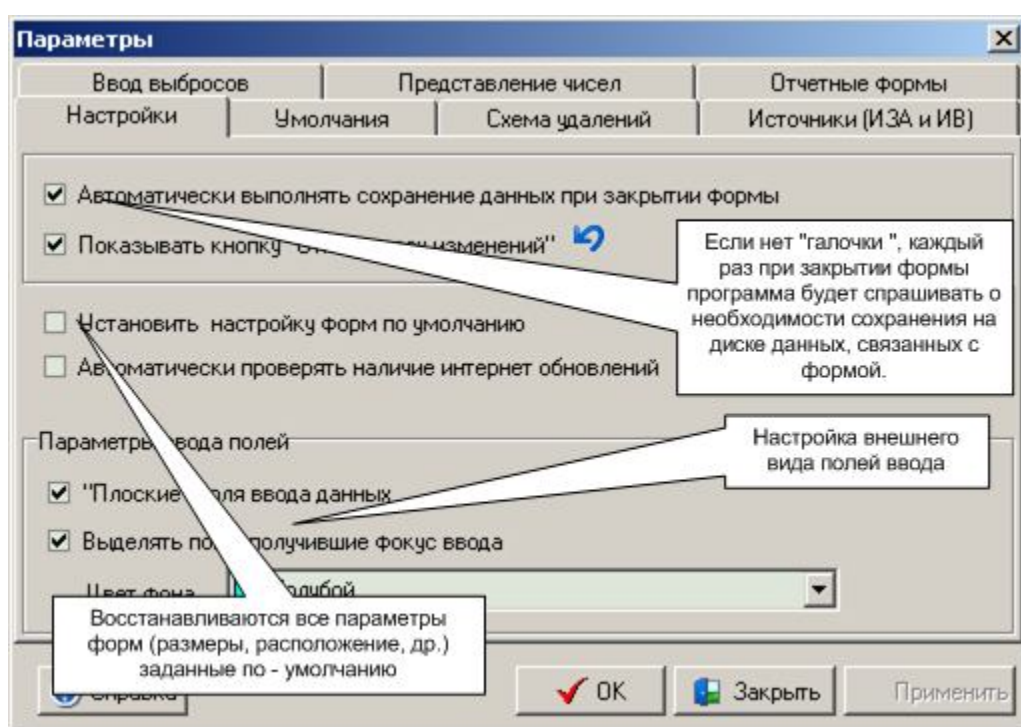 Параметры
Ввод выбросов
Представление чисел
Отчетные формы
Настройки
Умолчания
Схема удалений
Источники (ИЗА и ИВ)
Автоматически выполнять сохранение данных при закрытии формы
Показывать кнопку изменений"
Если нет "галочки ", каждый
раз при закрытии формы
программа будет спрашивать о
необходимости сохранения на
диске данных, связанных с
формой.
Установить настройку форм по умолчанию
Автоматически проверять наличие интернет обновлений
Параметры ввода полей
Настройка внешнего
вида полей ввода
"Плоские" поля ввода данных
Выделять получившие фокус ввода
Цвет фона
Восстанавливаются все параметры
форм (размеры, расположение, др.)
заданные по - умолчанию
Справка
OK
Закрыть
Применить